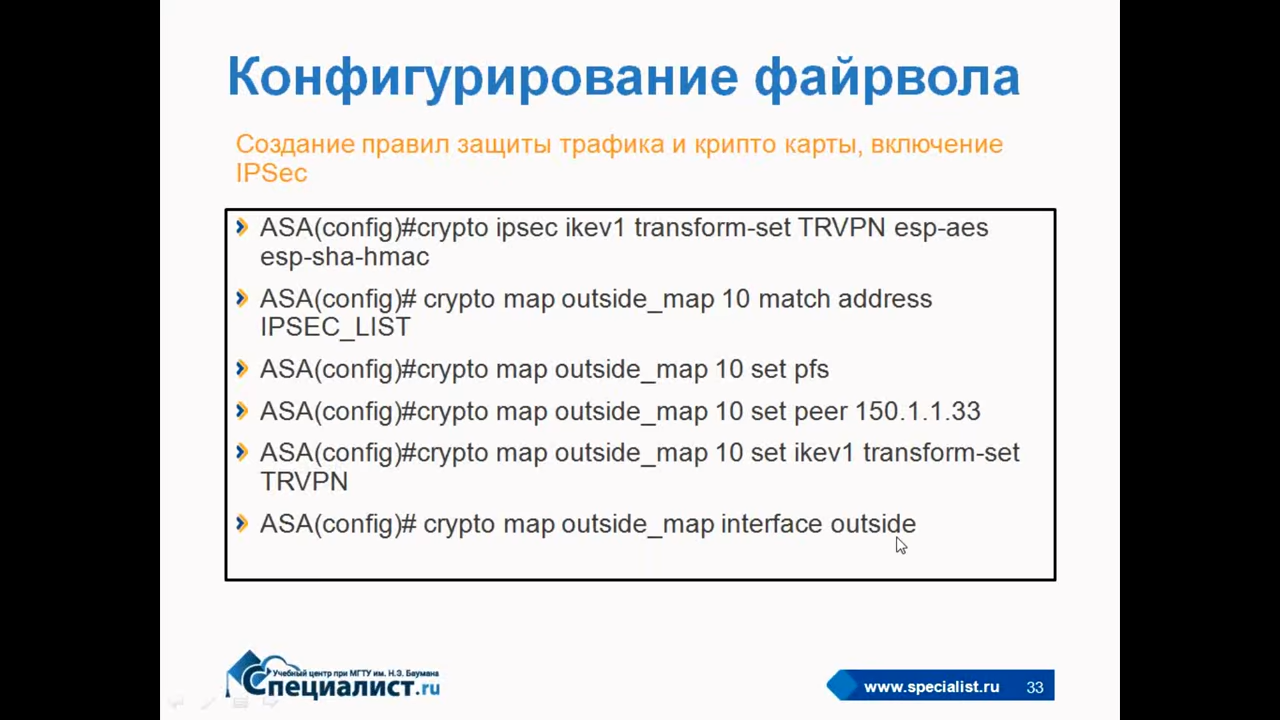 Конфигурирование файрвола
Создание правил защиты трафика и крипто карты, включение
IPSec
ASA(config)#crypto ipsec ikev1 transform-set TRVPN esp-aes
esp-sha-hmac
ASA(config)# crypto map outside_map 10 match address
IPSEC_LIST
ASA(config)#crypto map outside_map 10 set pfs
ASA(config)#crypto map outside_map 10 set peer 150.1.1.33
ASA(config)#crypto map outside_map 10 set ikev1 transform-set
TRVPN
ASA(config)# crypto map outside_map interface outside
Учебный центр при МГТУ им. Н.Э. Баумана
Специалист.ru
www.specialist.ru 33